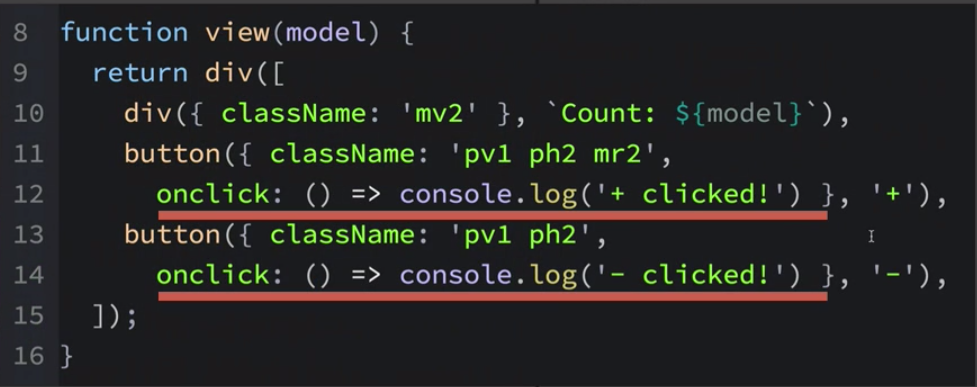 8 function view(model) {
9   return div([
10     div({ className: 'mv2' }, `Count: ${model}`),
11     button({ className: 'pv1 ph2 mr2',
12       onclick: () => console.log('+ clicked!') }, '+'),
13     button({ className: 'pv1 ph2',
14       onclick: () => console.log('- clicked!') }, '-'),
15   ]);
16 }